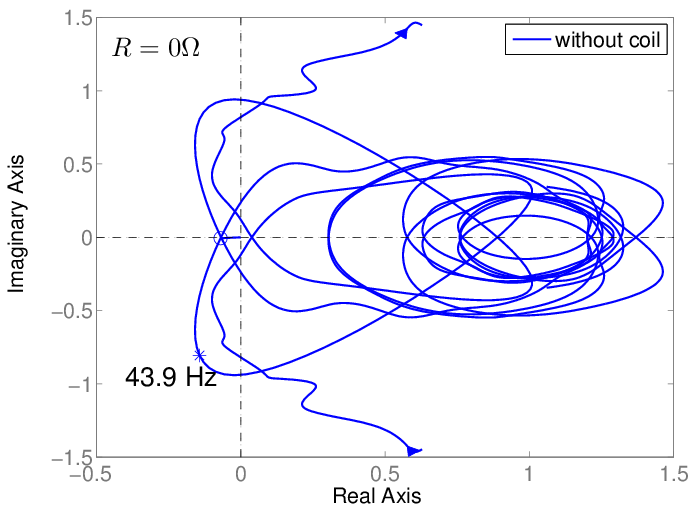 1.5
R = 0Ω
without coil
1
0.5
Imaginary Axis
0
−0.5
43.9 Hz
−1
−1.5
−0.5
0
0.5
1
1.5
Real Axis